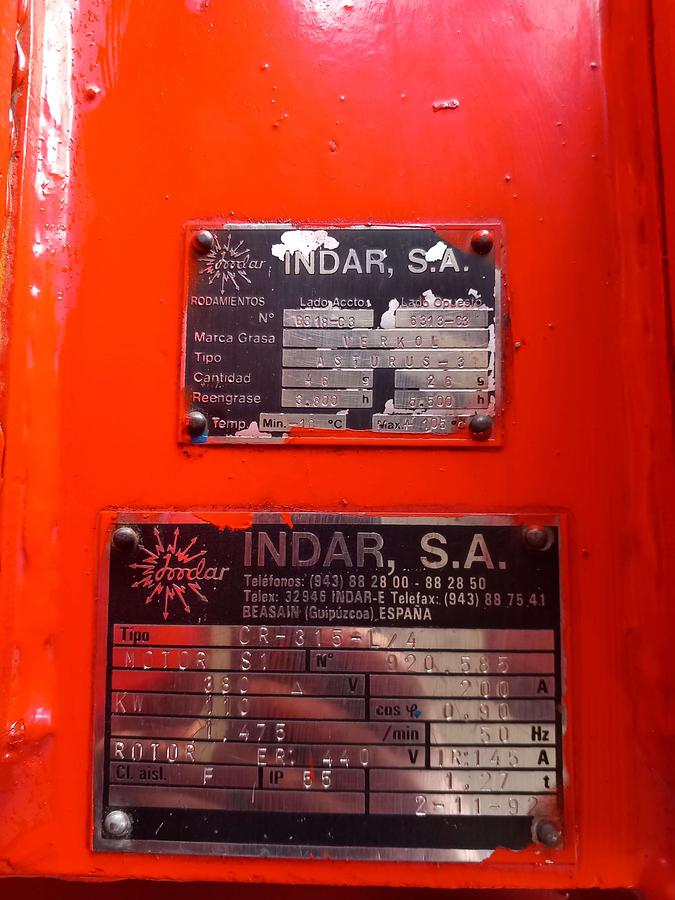 Indar INDAR, S.A.
RODAMIENTOS Lado Accto. Lado Opuesto
Nº 6318-C3 6313-C3
Marca Grasa VERKOL
Tipo ASTURUS-3
Cantidad 46 g 26 g
Reengrase 3.800 h 5.500 h
Temp. Min. -10 °C Max. + 105 °C
Indar INDAR, S.A.
Teléfonos: (943) 88 28 00 - 88 28 50
Telex: 32946 INDAR-E Telefax: (943) 88 75 41
BEASAIN (Guipúzcoa) ESPAÑA
Tipo CR-315-L/4
MOTOR S1 Nº 920.585
380 △ V 200 A
KW 110 cos φ 0.90
1.475 /min 50 Hz
ROTOR ER: 440 V IR:145 A
Cl. aisl. F IP 55 1,27 t
2-11-92